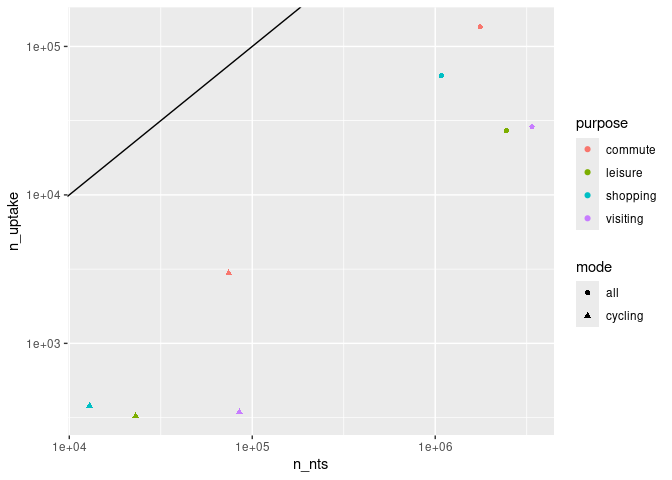 1e+05
1e+04
1e+03
n_uptake
1e+04
1e+05
1e+06
n_nts
purpose
commute
leisure
shopping
visiting
mode
all
cycling